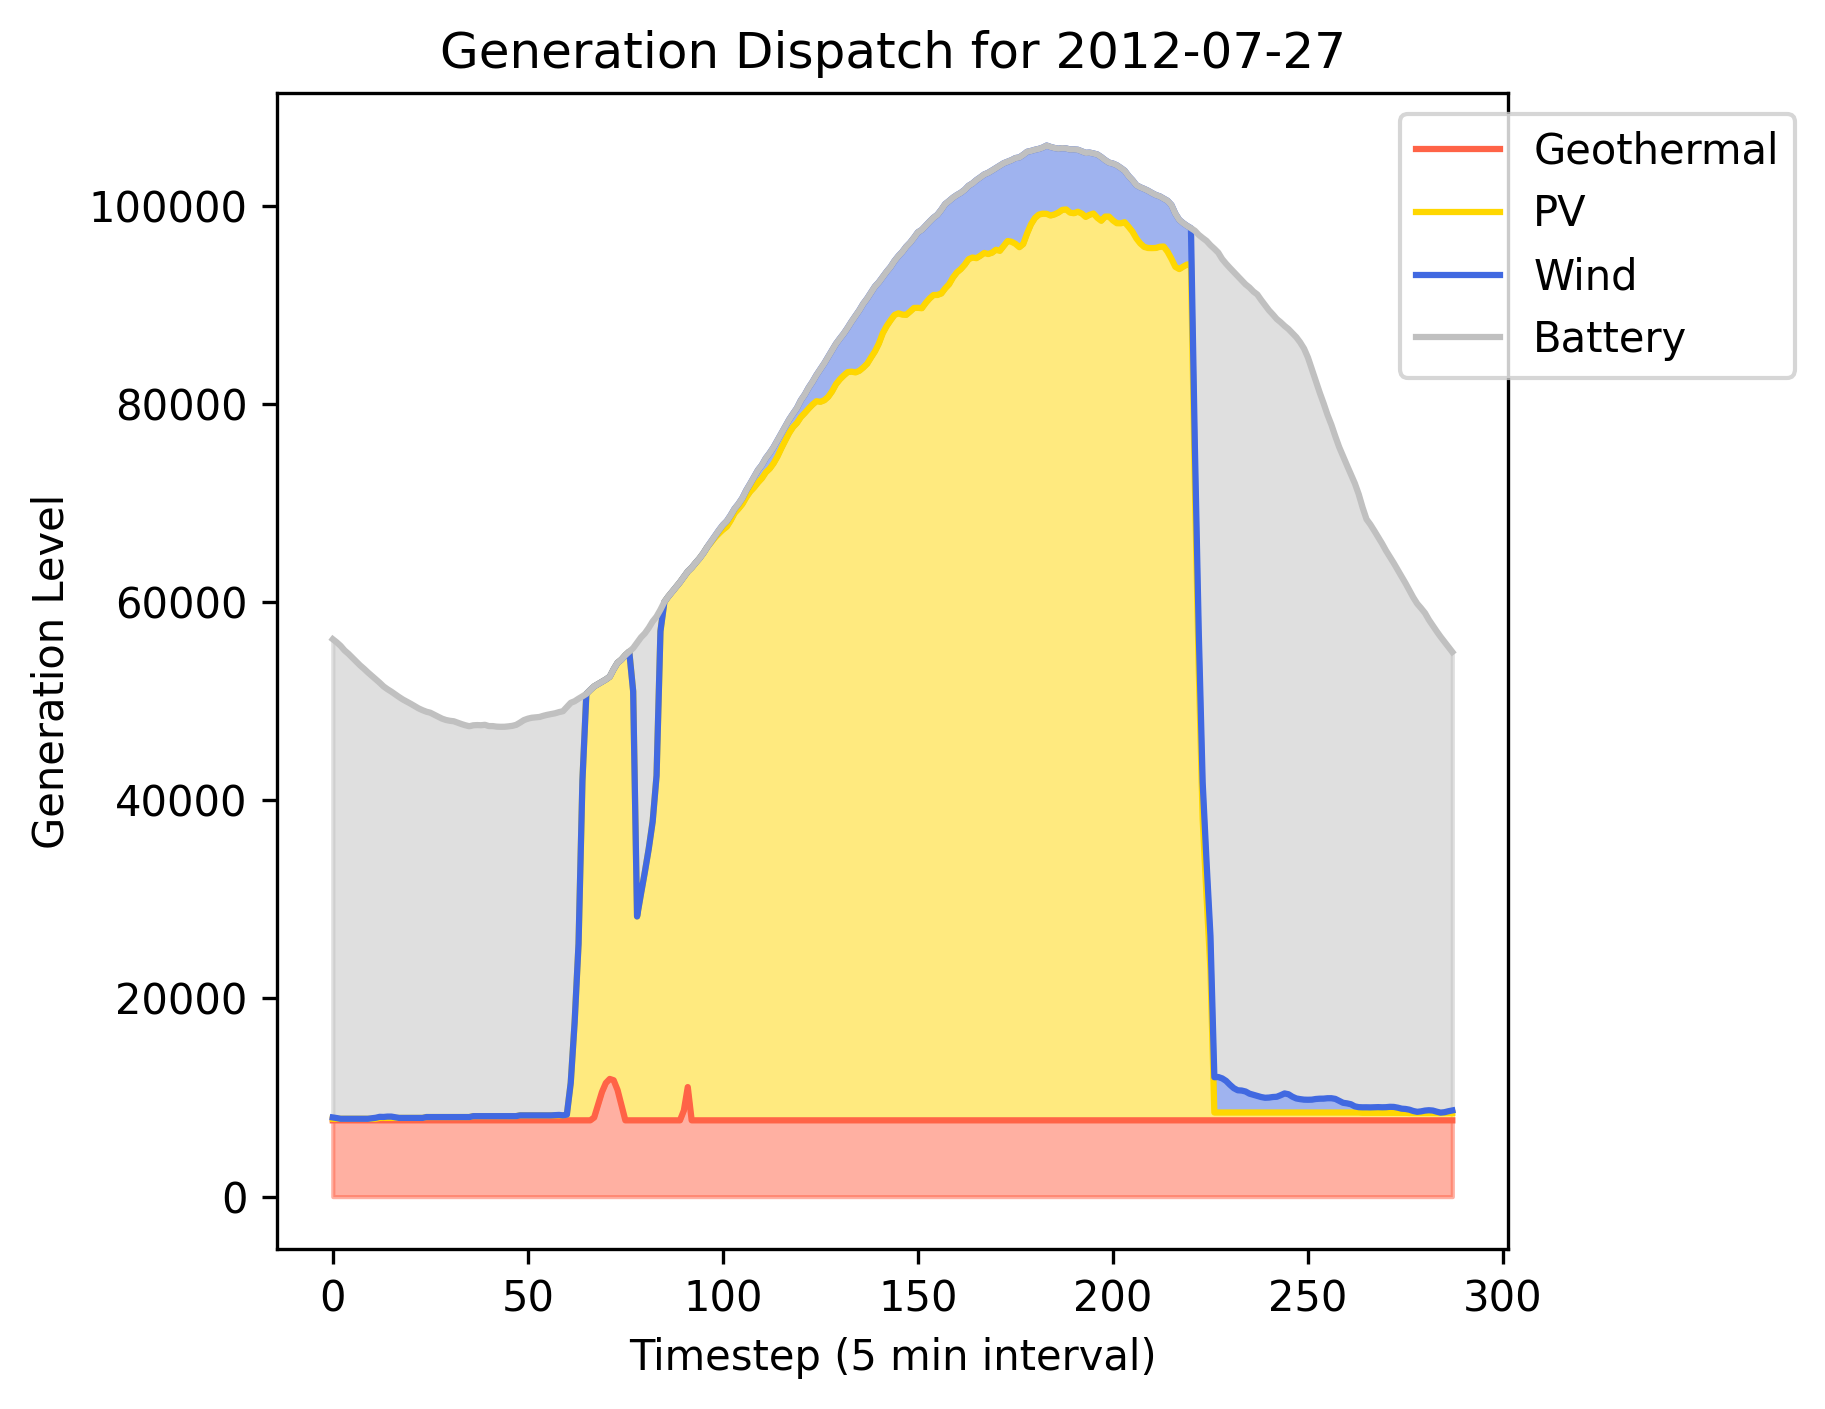 Generation Dispatch for 2012-07-27
Geothermal
PV
Wind
Battery
Generation Level
100000
80000
60000
40000
20000
0
0 50 100 150 200 250 300
Timestep (5 min interval)